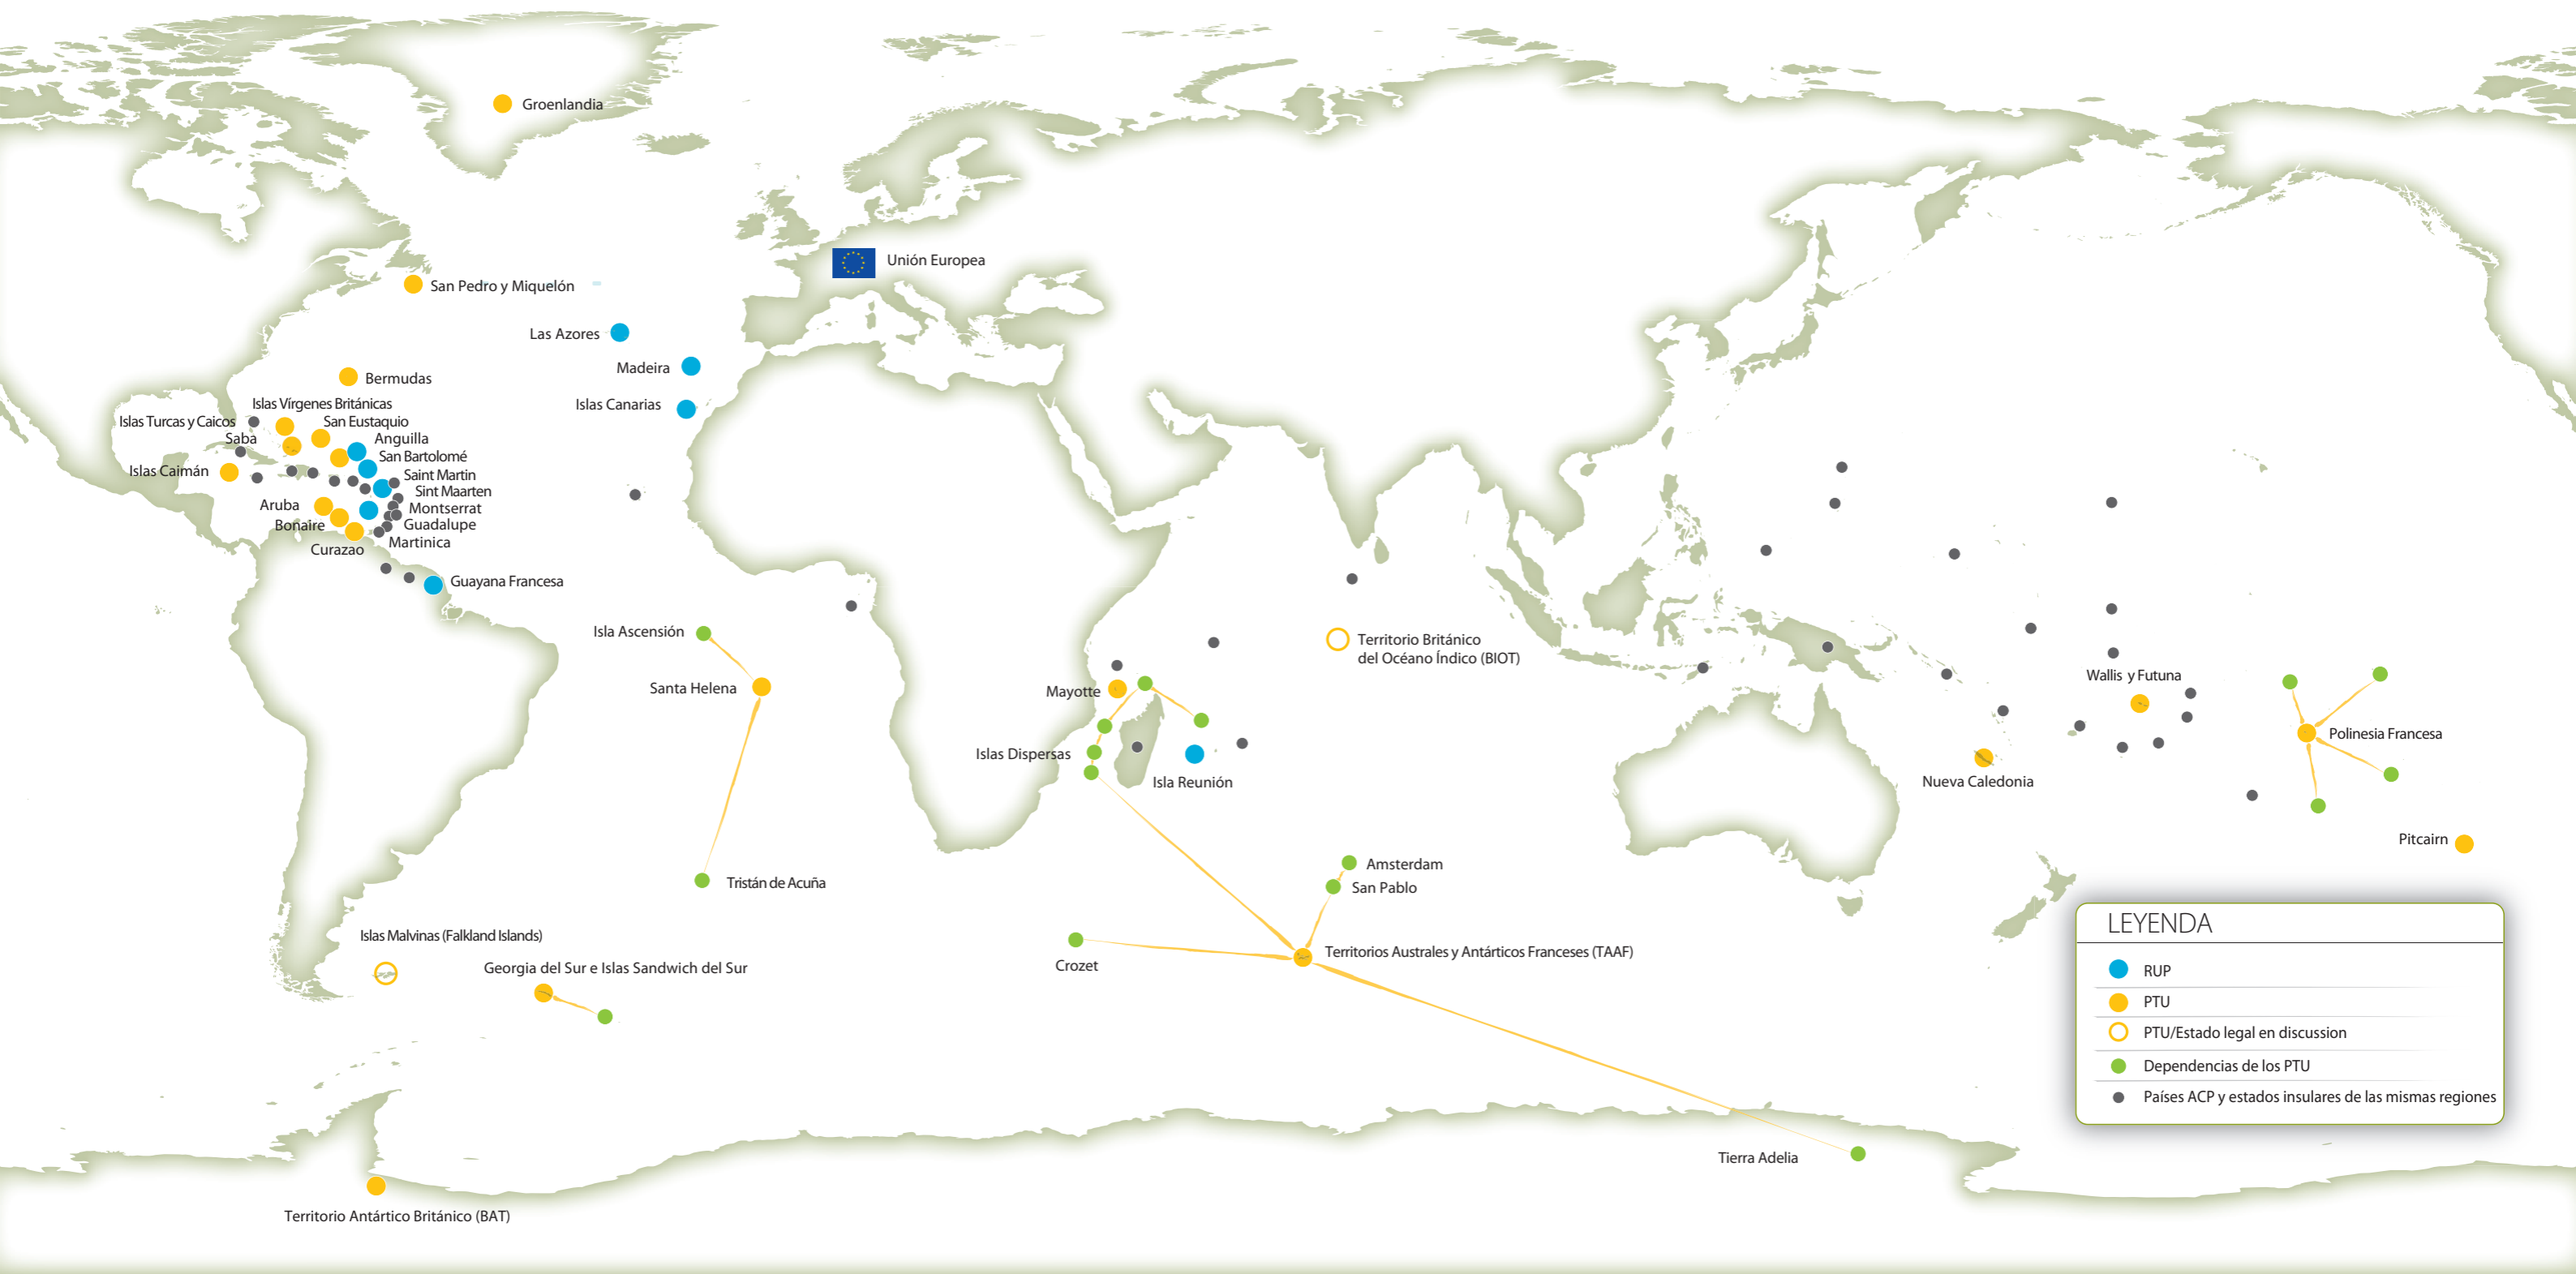 Groenlandia
Unión Europea
San Pedro y Miquelón
Las Azores
Madeira
Bermudas
Islas Canarias
Islas Vírgenes Británicas
Islas Turcas y Caicos
San Eustaquio
Saba
Anguilla
San Bartolomé
Islas Caimán
Saint Martin
Sint Maarten
Aruba
Montserrat
Bonaire
Guadalupe
Martinica
Curazao
Guayana Francesa
Isla Ascensión
Territorio Británico
del Océano Índico (BIOT)
Santa Helena
Mayotte
Wallis y Futuna
Polinesia Francesa
Islas Dispersas
Isla Reunión
Nueva Caledonia
Pitcairn
Amsterdam
San Pablo
Tristán de Acuña
Islas Malvinas (Falkland Islands)
Territorios Australes y Antárticos Franceses (TAAF)
Crozet
Georgia del Sur e Islas Sandwich del Sur
Tierra Adelia
Territorio Antártico Británico (BAT)
LEYENDA
RUP
PTU
PTU/Estado legal en discussion
Dependencias de los PTU
Países ACP y estados insulares de las mismas regiones